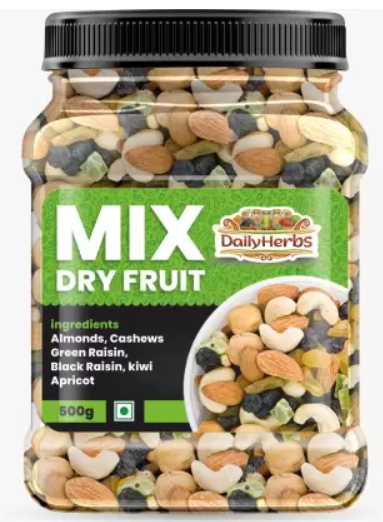 MIX
DailyHerbs
DRY FRUIT
ingredients
Almonds, Cashews
Green Raisin,
Black Raisin, kiwi
Apricot
500g